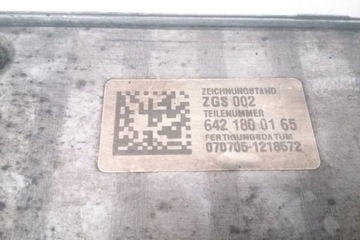 ZEICHNUNGSTAND
ZGS 002
TEILENUMMER
642 180 01 65
FERTIGUNGSDATUM
070705-1218572